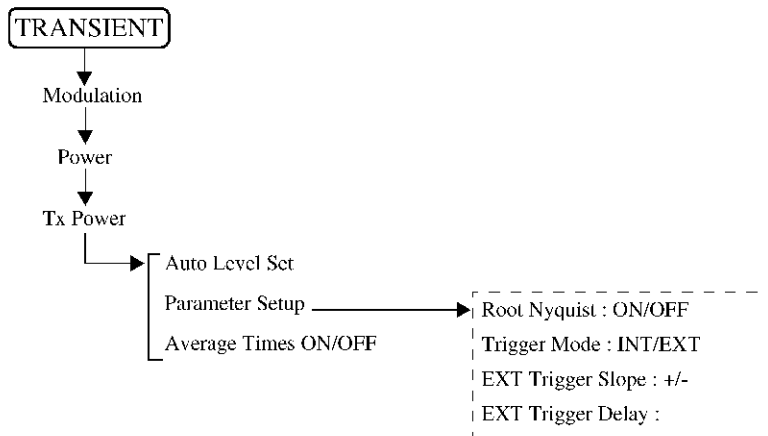 TRANSIENT
Modulation
Power
Tx Power
Auto Level Set
Parameter Setup
Average Times ON/OFF
Root Nyquist : ON/OFF
Trigger Mode : INT/EXT
EXT Trigger Slope : +/-
EXT Trigger Delay :